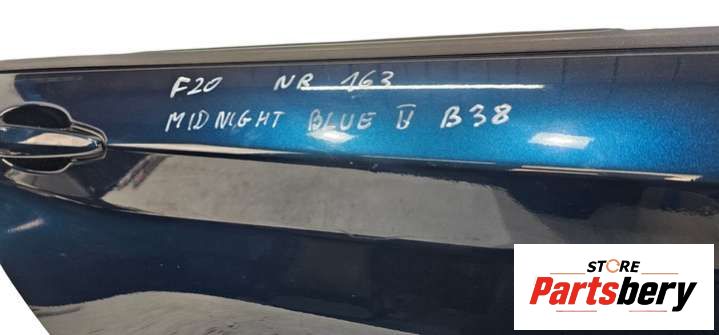 F20 NR 163
MIDNIGHT BLUE II B38
STORE
Partsbery